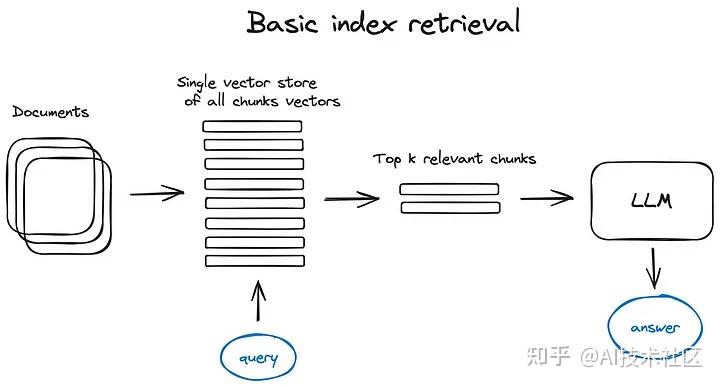 Basic index retrieval
Single vector store
of all chunks vectors
Documents
Top k relevant chunks
LLM
query
answer
知乎 @AI技术社区